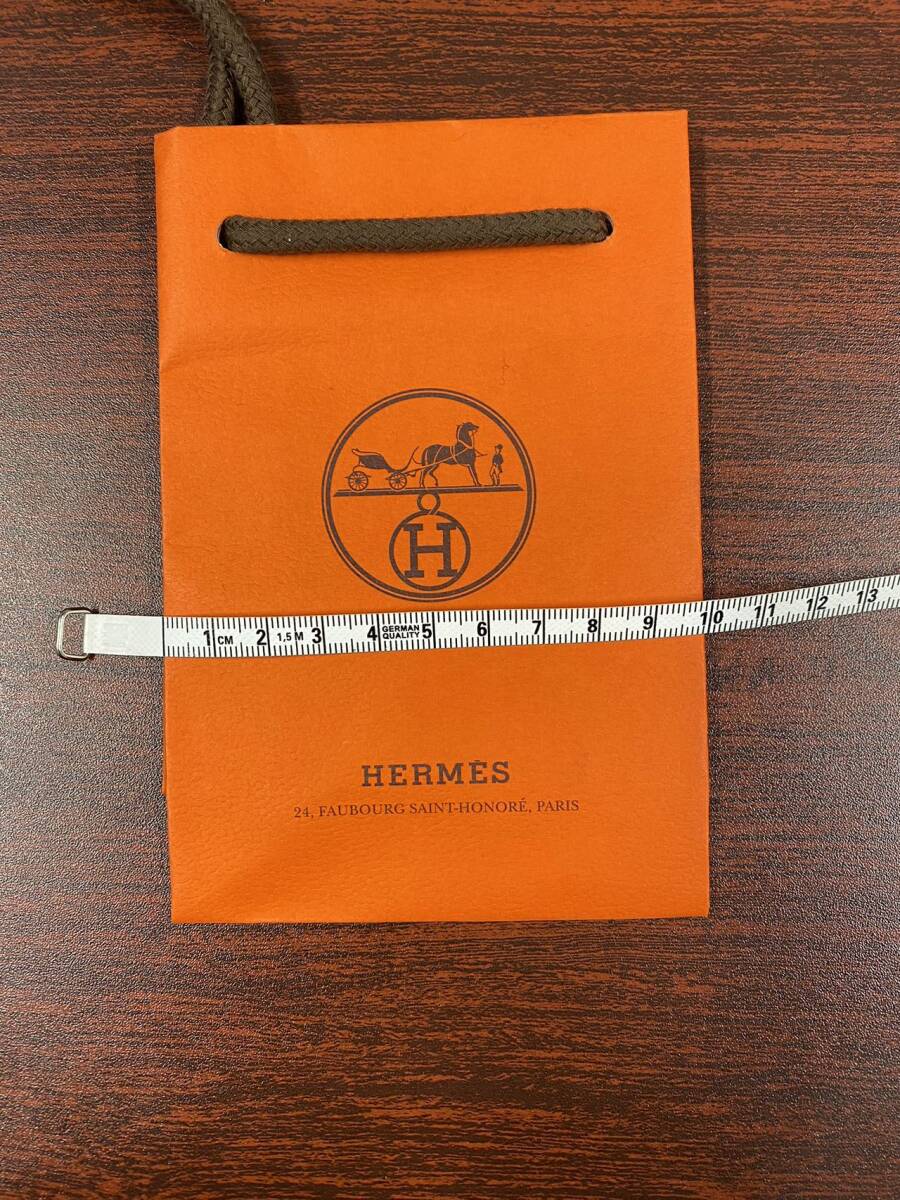 H
1 CM 2 1,5 M 3 4 GERMAN QUALITY 5 6 7 8 9 10 11 12 13
HERMÈS
24, FAUBOURG SAINT-HONORÉ, PARIS